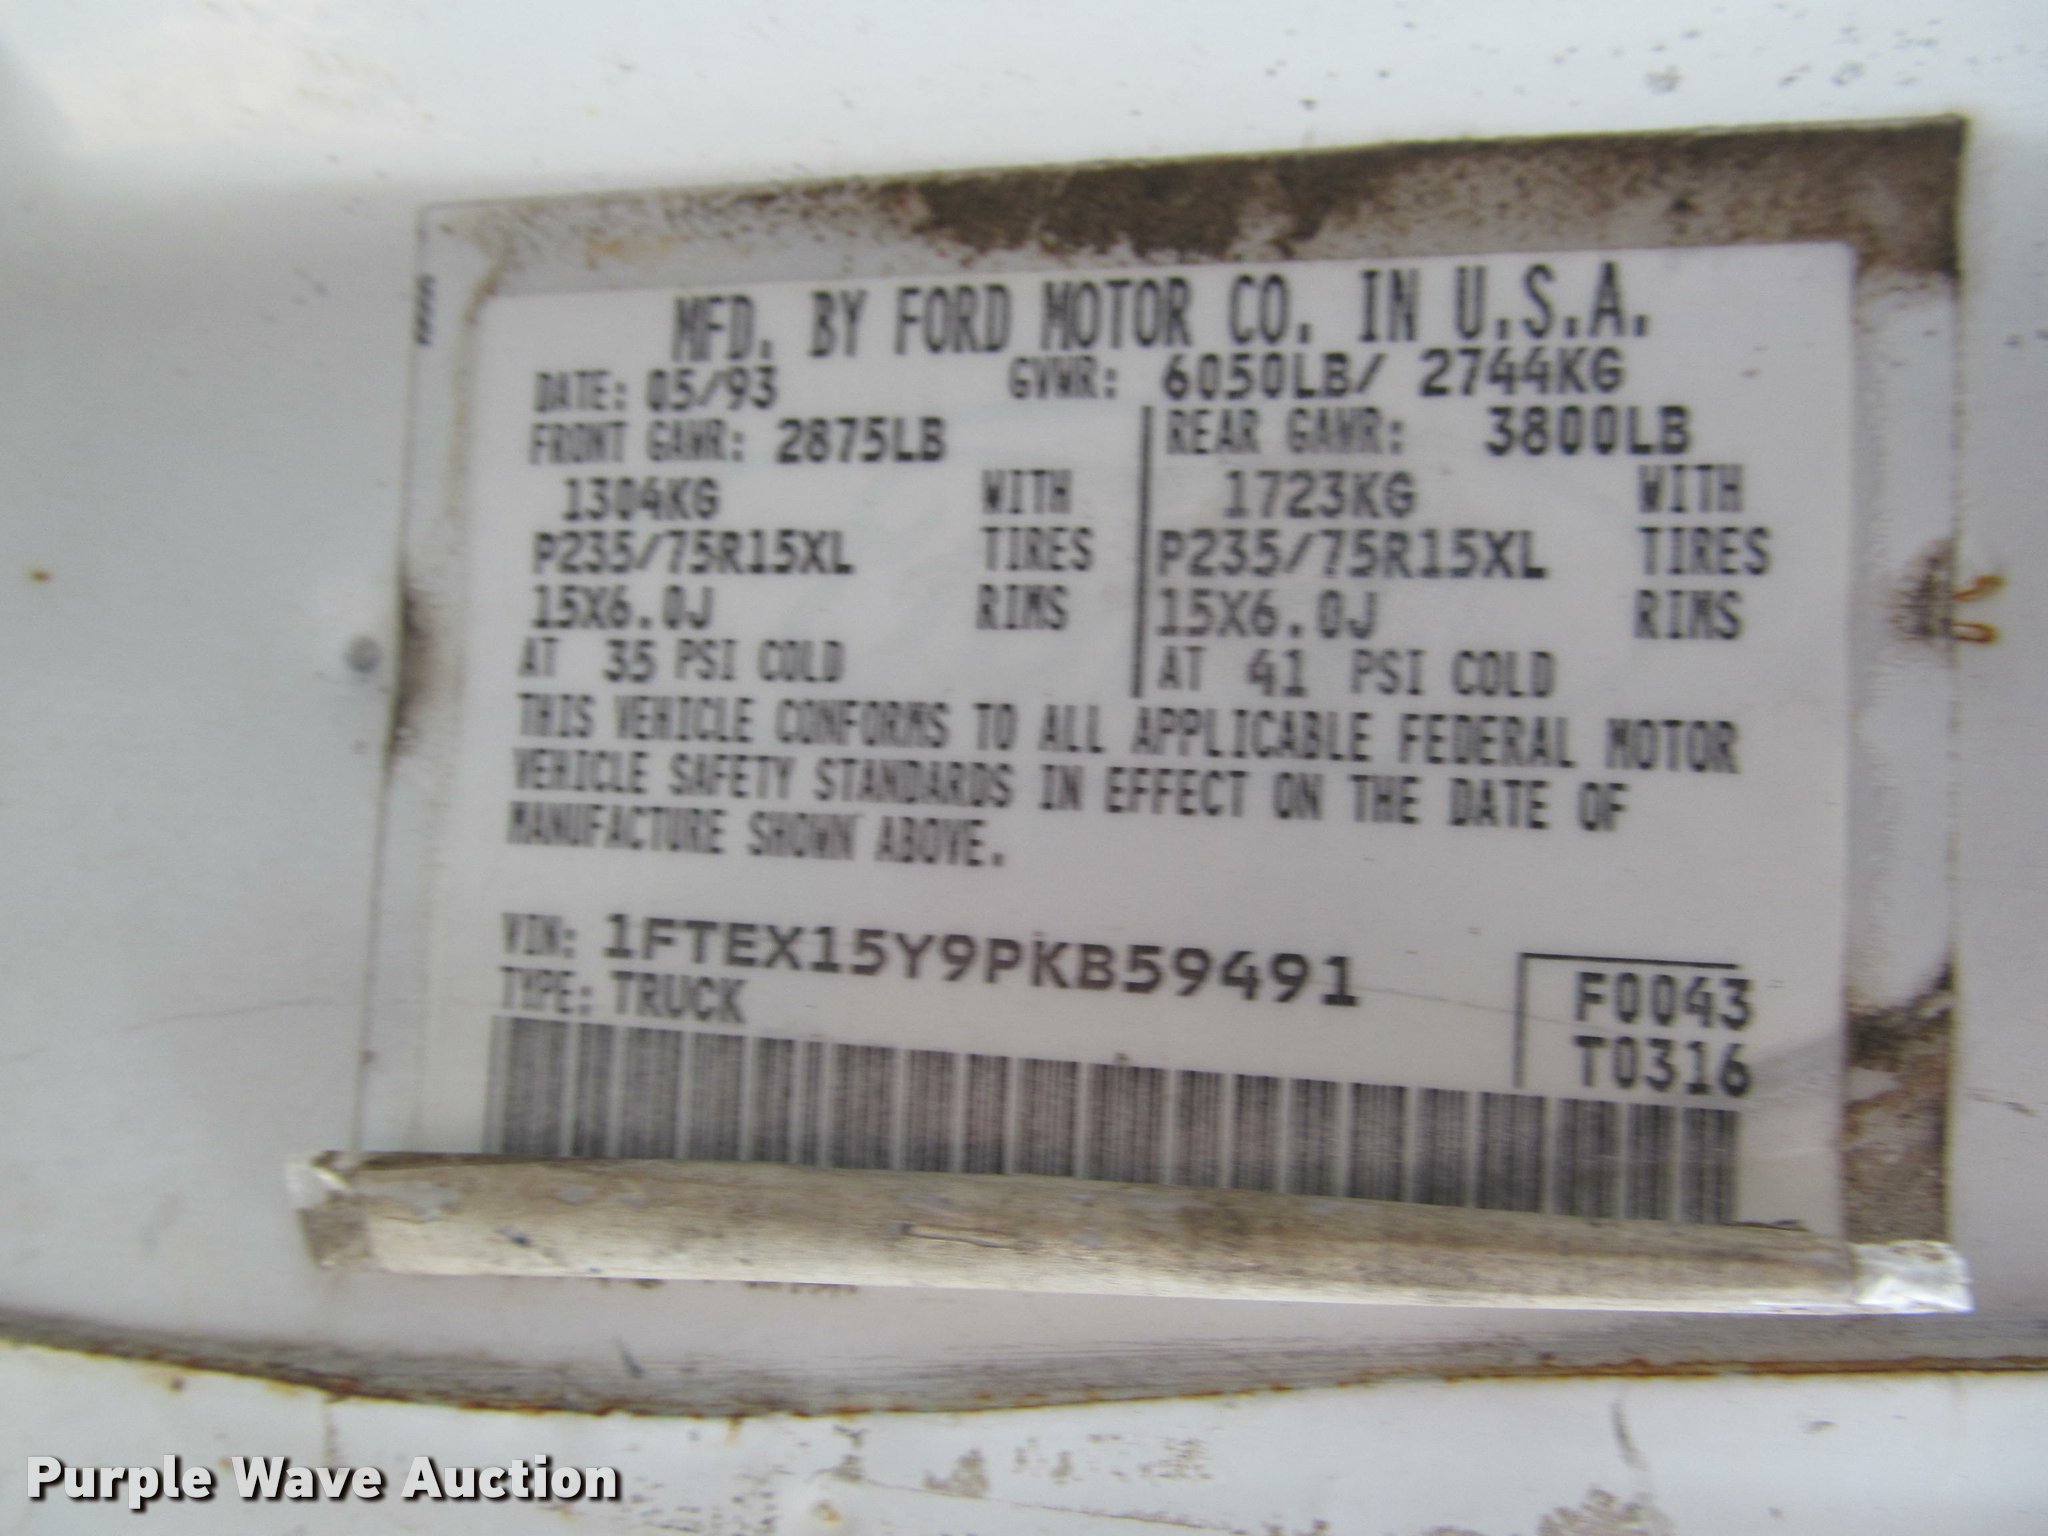 MFD. BY FORD MOTOR CO. IN U.S.A.
DATE: 05/93 GVWR: 6050LB/ 2744KG
FRONT GAWR: 2875LB REAR GAWR: 3800LB
1304KG WITH 1723KG WITH
P235/75R15XL TIRES P235/75R15XL TIRES
15X6.0J RIMS 15X6.0J RIMS
AT 35 PSI COLD AT 41 PSI COLD
THIS VEHICLE CONFORMS TO ALL APPLICABLE FEDERAL MOTOR
VEHICLE SAFETY STANDARDS IN EFFECT ON THE DATE OF
MANUFACTURE SHOWN ABOVE.
VIN: 1FTEX15Y9PKB59491
TYPE: TRUCK
F0043
T0316
Purple Wave Auction